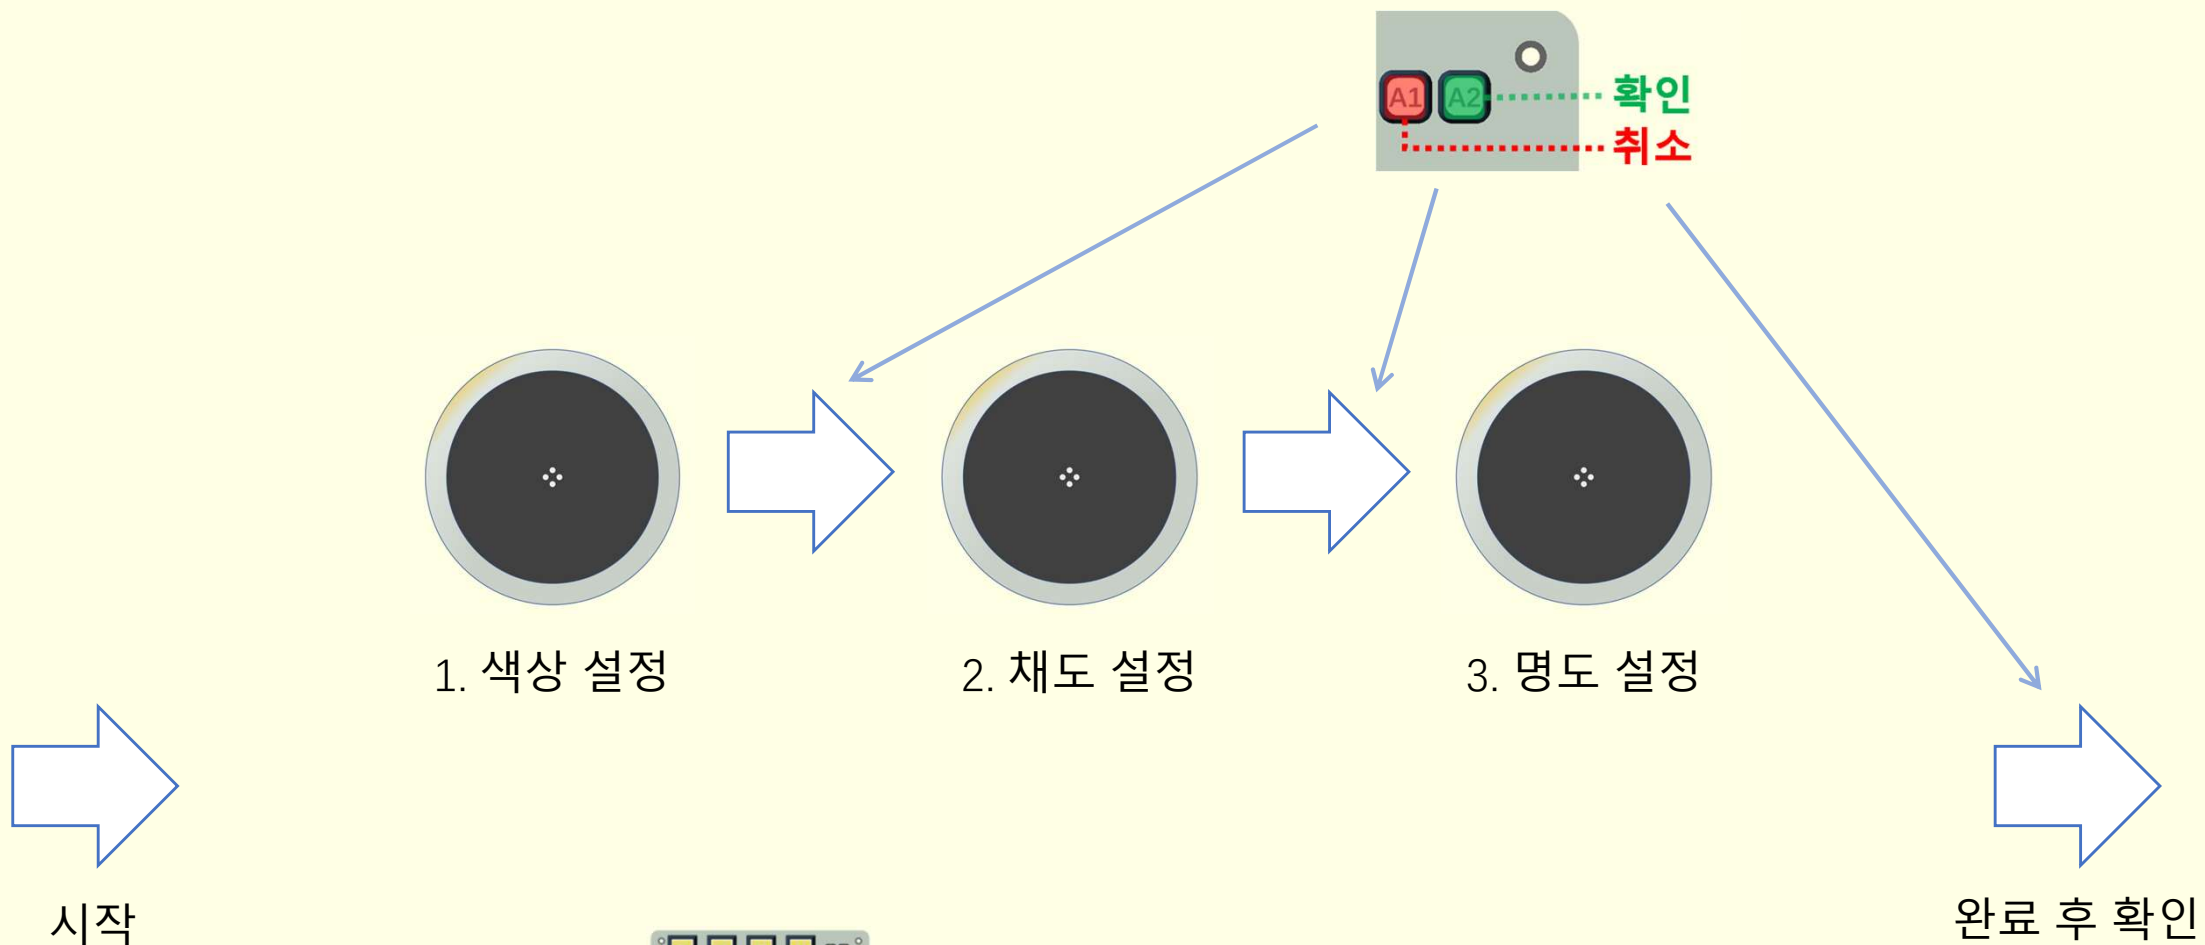 A1 A2 확인
취소
1. 색상 설정
2. 채도 설정
3. 명도 설정
시작
완료 후 확인